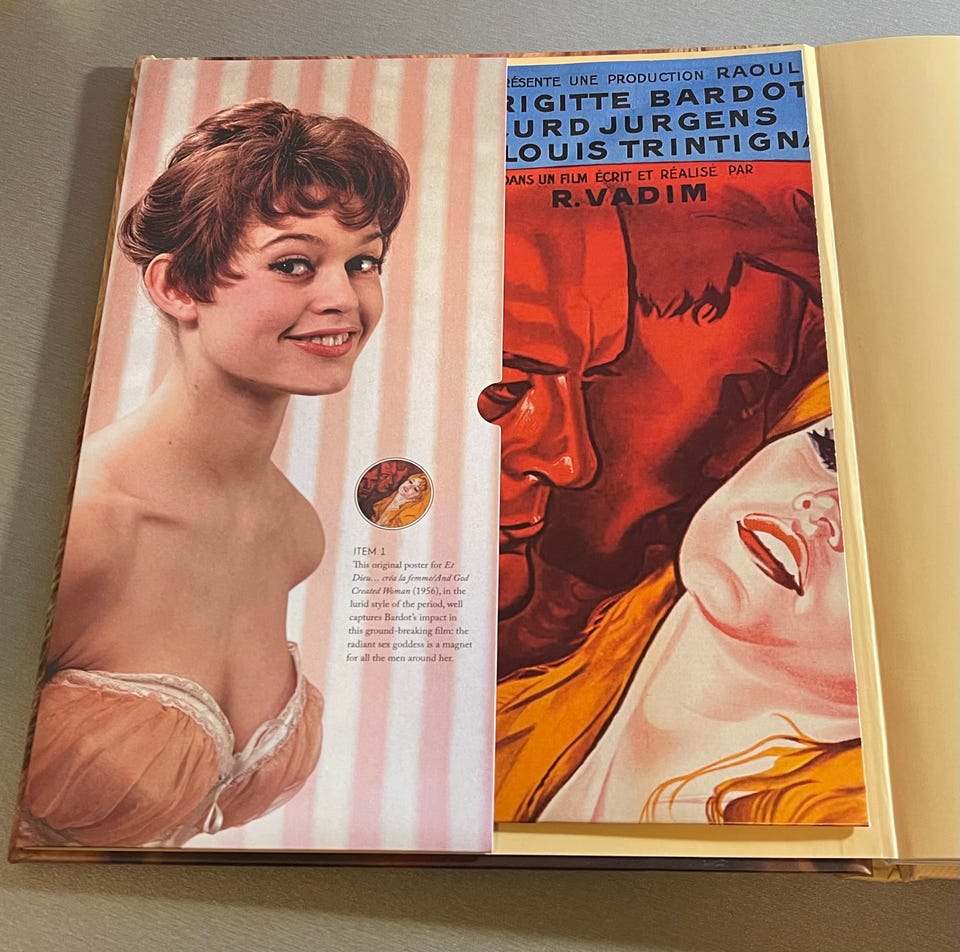 ITEM 1
This original poster for Et
Dieu... créa la femme/And God
Created Woman (1956), in the
lurid style of the period, well
captures Bardot's impact in
this ground-breaking film: the
radiant sex goddess is a magnet
for all the men around her.
RÉSENTE UNE PRODUCTION RAOUL
RIGITTE BARDOT
URD JURGENS
LOUIS TRINTIGNA
DANS UN FILM ÉCRIT ET RÉALISÉ PAR
R.VADIM